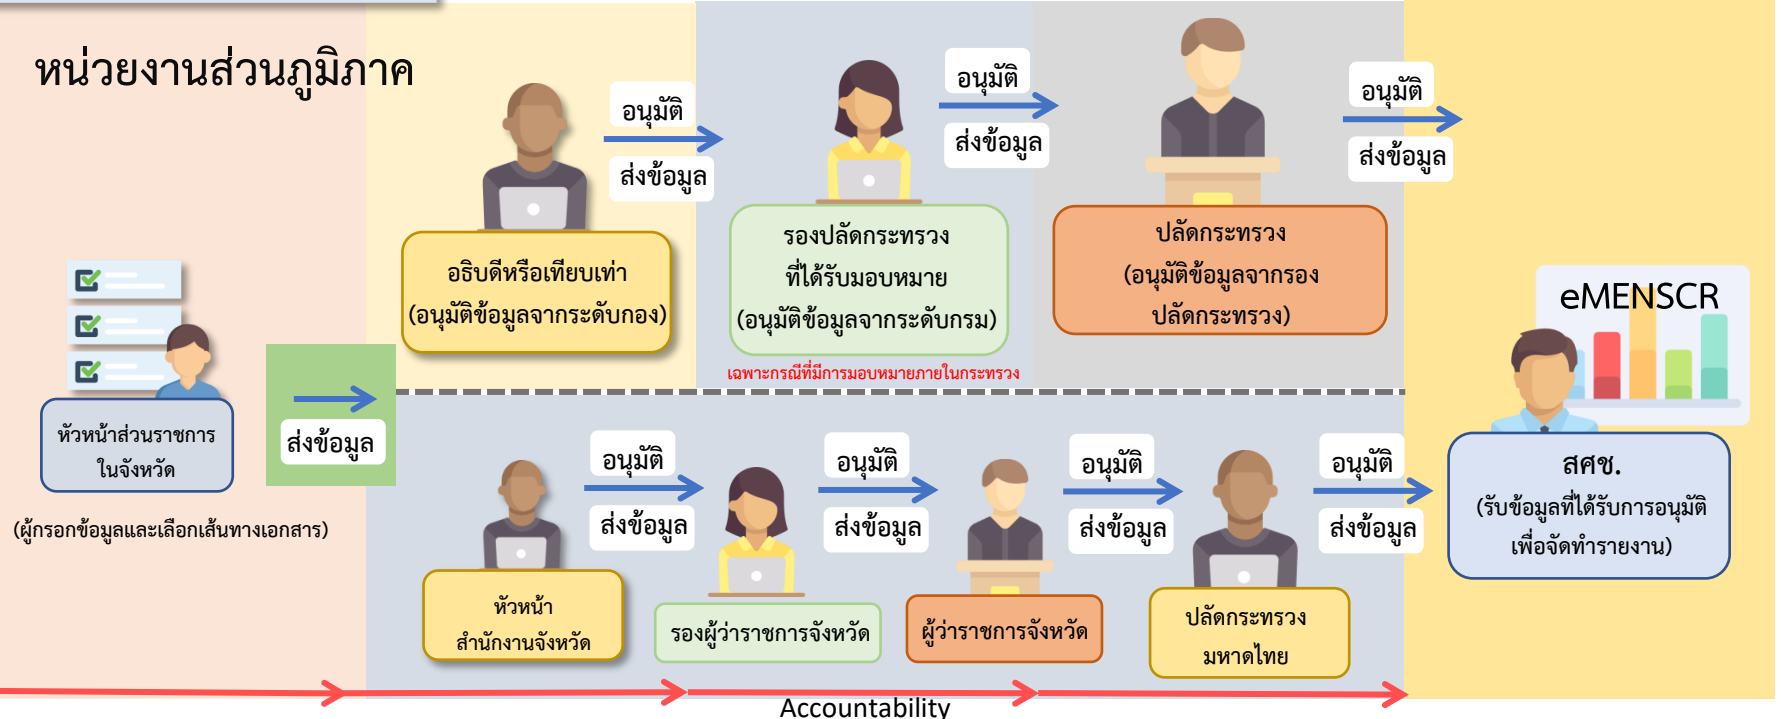 หน่วยงานส่วนภูมิภาค
อนุมัติ
ส่งข้อมูล
อนุมัติ
ส่งข้อมูล
อนุมัติ
ส่งข้อมูล
อธิบดีหรือเทียบเท่า
(อนุมัติข้อมูลจากระดับกอง)
รองปลัดกระทรวง
ที่ได้รับมอบหมาย
(อนุมัติข้อมูลจากระดับกรม)
เฉพาะกรณีที่มีการมอบหมายภายในกระทรวง
ปลัดกระทรวง
(อนุมัติข้อมูลจากรอง
ปลัดกระทรวง)
หัวหน้าส่วนราชการ
ในจังหวัด
(ผู้กรอกข้อมูลและเลือกเส้นทางเอกสาร)
ส่งข้อมูล
อนุมัติ
ส่งข้อมูล
อนุมัติ
ส่งข้อมูล
อนุมัติ
ส่งข้อมูล
อนุมัติ
ส่งข้อมูล
หัวหน้า
สำนักงานจังหวัด
รองผู้ว่าราชการจังหวัด
ผู้ว่าราชการจังหวัด
ปลัดกระทรวง
มหาดไทย
eMENSCR
สศช.
(รับข้อมูลที่ได้รับการอนุมัติ
เพื่อจัดทำรายงาน)
Accountability